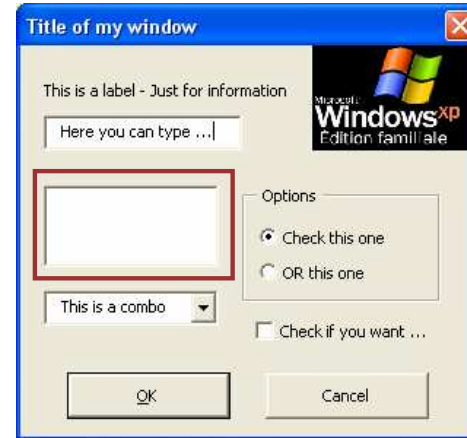 Title of my window
This is a label - Just for information
Microsoft
Windows xp
Édition familiale
Here you can type ...
Options
Check this one
OR this one
This is a combo
Check if you want ...
OK
Cancel